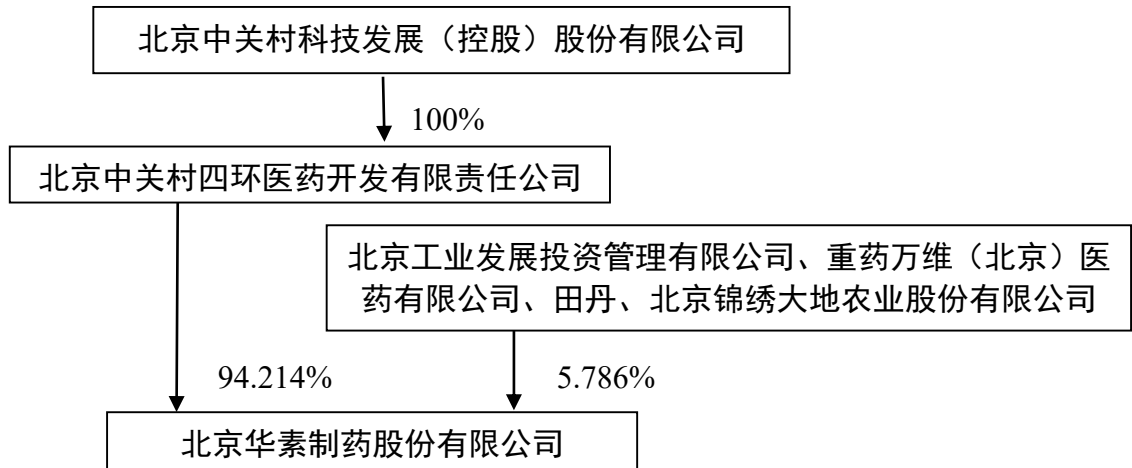 北京中关村科技发展（控股）股份有限公司
100%
北京中关村四环医药开发有限责任公司
北京工业发展投资管理有限公司、重药万维（北京）医
药有限公司、田丹、北京锦绣大地农业股份有限公司
94.214%
5.786%
北京华素制药股份有限公司